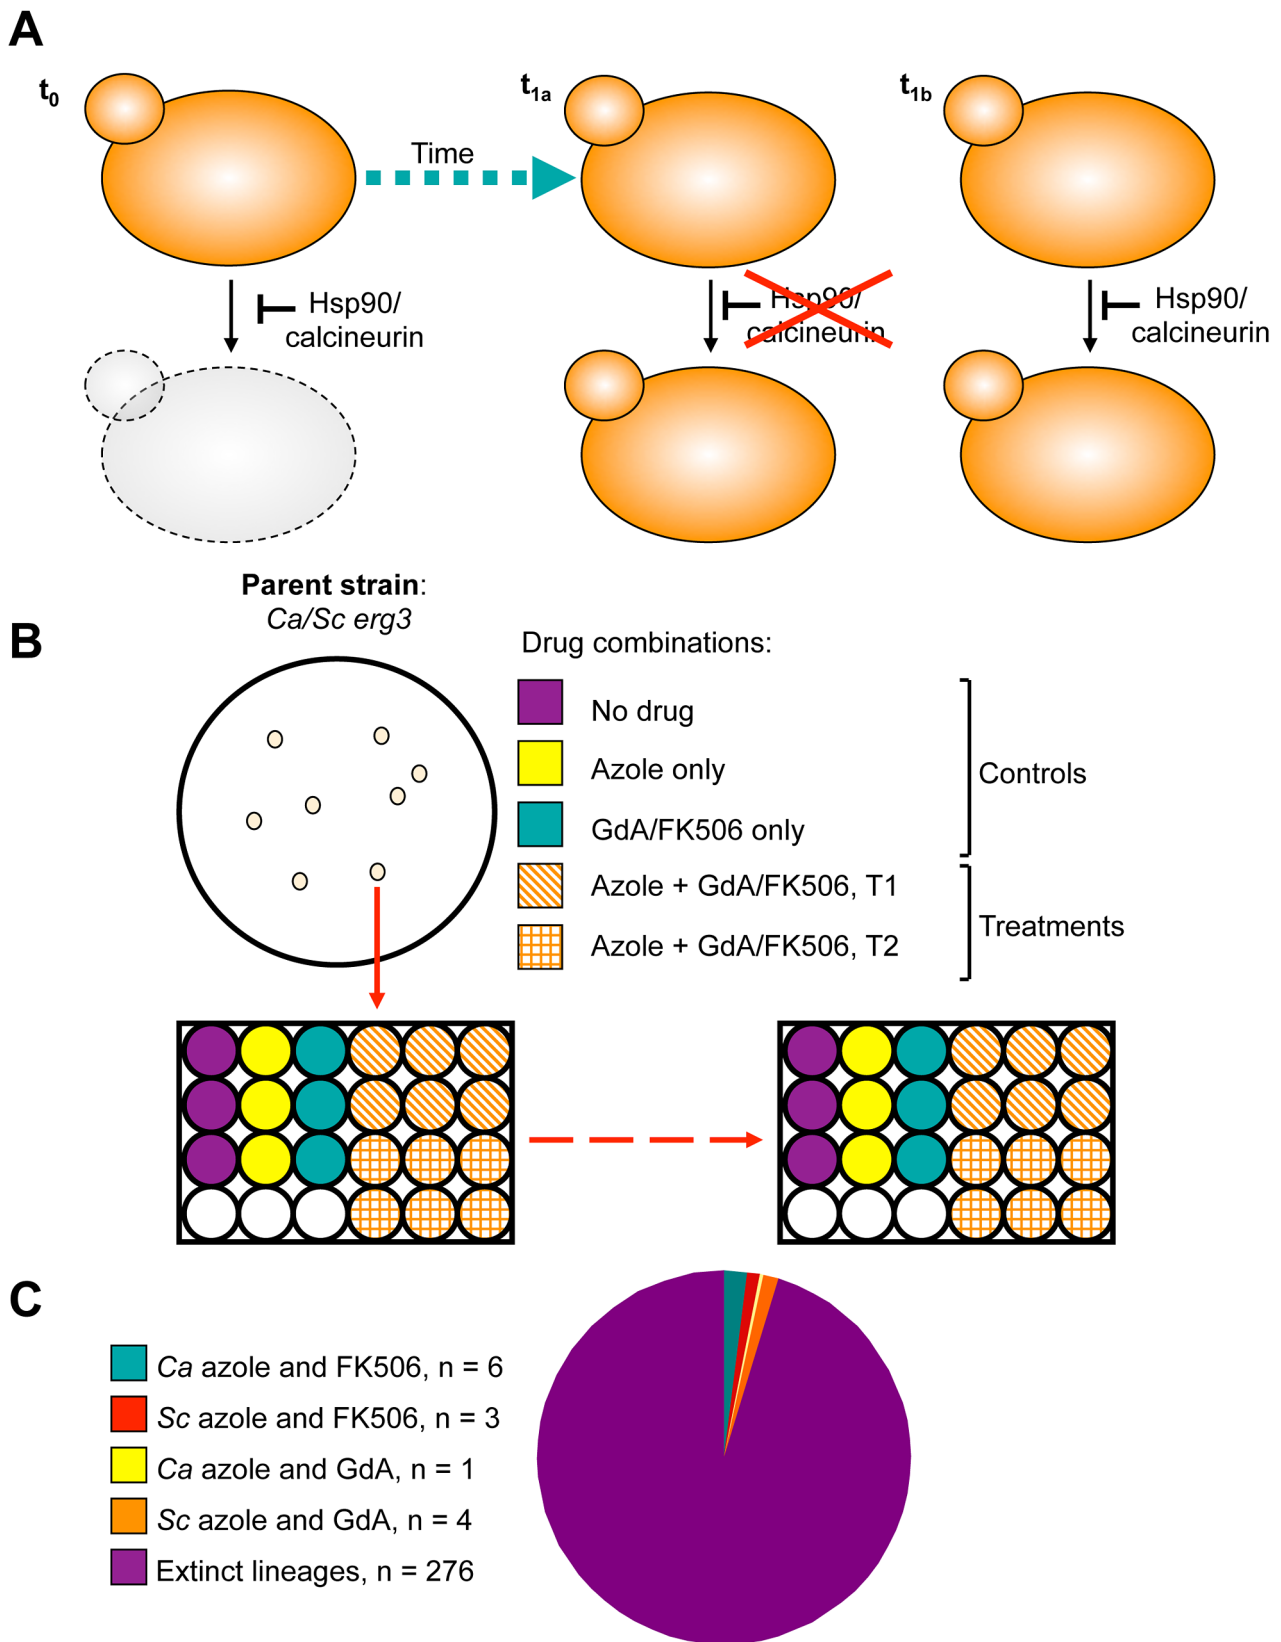 A
t0
t1a
t1b
Time
Hsp90/
calcineurin
Hsp90/
calcineurin
Hsp90/
calcineurin
B
Parent strain:
Ca/Sc erg3
Drug combinations:
No drug
Azole only
GdA/FK506 only
Azole + GdA/FK506, T1
Azole + GdA/FK506, T2
Controls
Treatments
C
Ca azole and FK506, n = 6
Sc azole and FK506, n = 3
Ca azole and GdA, n = 1
Sc azole and GdA, n = 4
Extinct lineages, n = 276